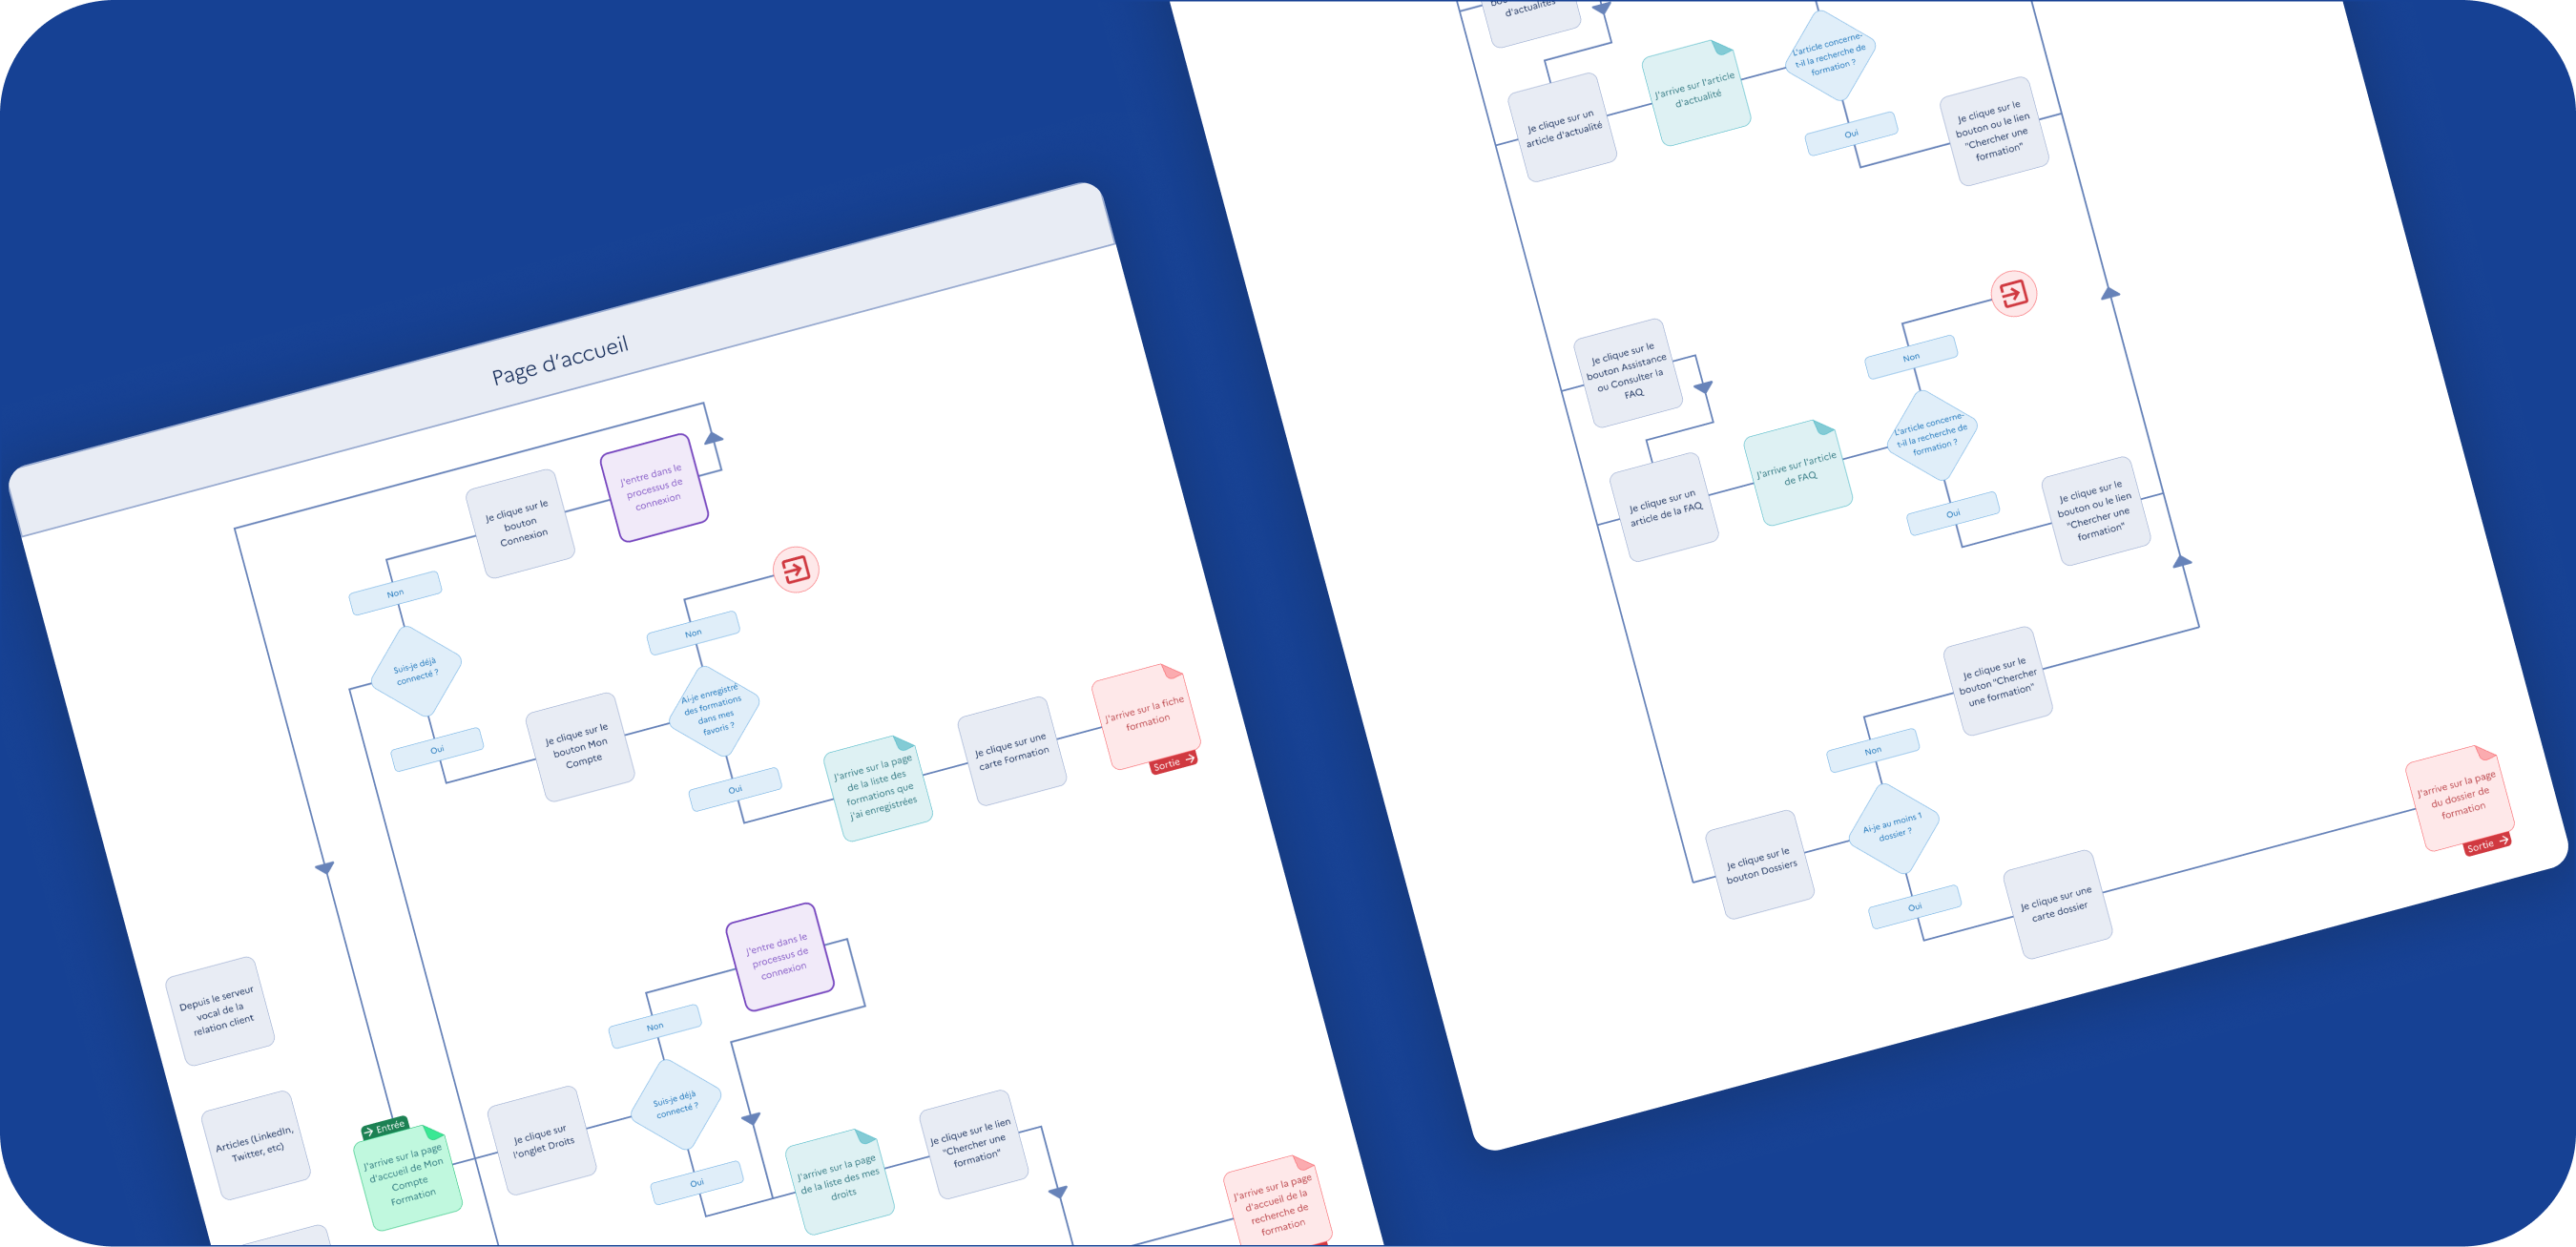 Page d'accueil
J'entre dans le
processus de
connexion
Je clique sur le
bouton
Connexion
Non
Suis-je déjà
connecté ?
Oui
Je clique sur le
bouton Mon
Compte
Non
Ai-je enregistré
des formations
dans mes
favoris ?
Oui
J'arrive sur la page
de la liste des
formations que
j'ai enregistrées
Je clique sur une
carte Formation
J'arrive sur la fiche
formation
Sortie
J'entre dans le
processus de
connexion
Non
Suis-je déjà
connecté ?
Oui
Depuis le serveur
vocal de la
relation client
Articles (LinkedIn,
Twitter, etc)
Entrée
J'arrive sur la page
d'accueil de Mon
Compte
Formation
Je clique sur
l'onglet Droits
J'arrive sur la page
de la liste des mes
droits
Je clique sur le lien
"Chercher une
formation"
J'arrive sur la page
d'accueil de la
recherche de
formation
d'actualités
Je clique sur un
article d'actualité
J'arrive sur l'article
d'actualité
L'article concerne-
t-il la recherche de
formation ?
Oui
Je clique sur le
bouton ou le lien
"Chercher une
formation"
Je clique sur le
bouton Assistance
ou Consulter la
FAQ
Je clique sur un
article de la FAQ
J'arrive sur l'article
de FAQ
Non
L'article concerne-
t-il la recherche de
formation ?
Oui
Je clique sur le
bouton ou le lien
"Chercher une
formation"
Je clique sur le
bouton "Chercher
une formation"
Non
Ai-je au moins 1
dossier ?
Oui
Je clique sur le
bouton Dossiers
Je clique sur une
carte dossier
J'arrive sur la page
du dossier de
formation
Sortie